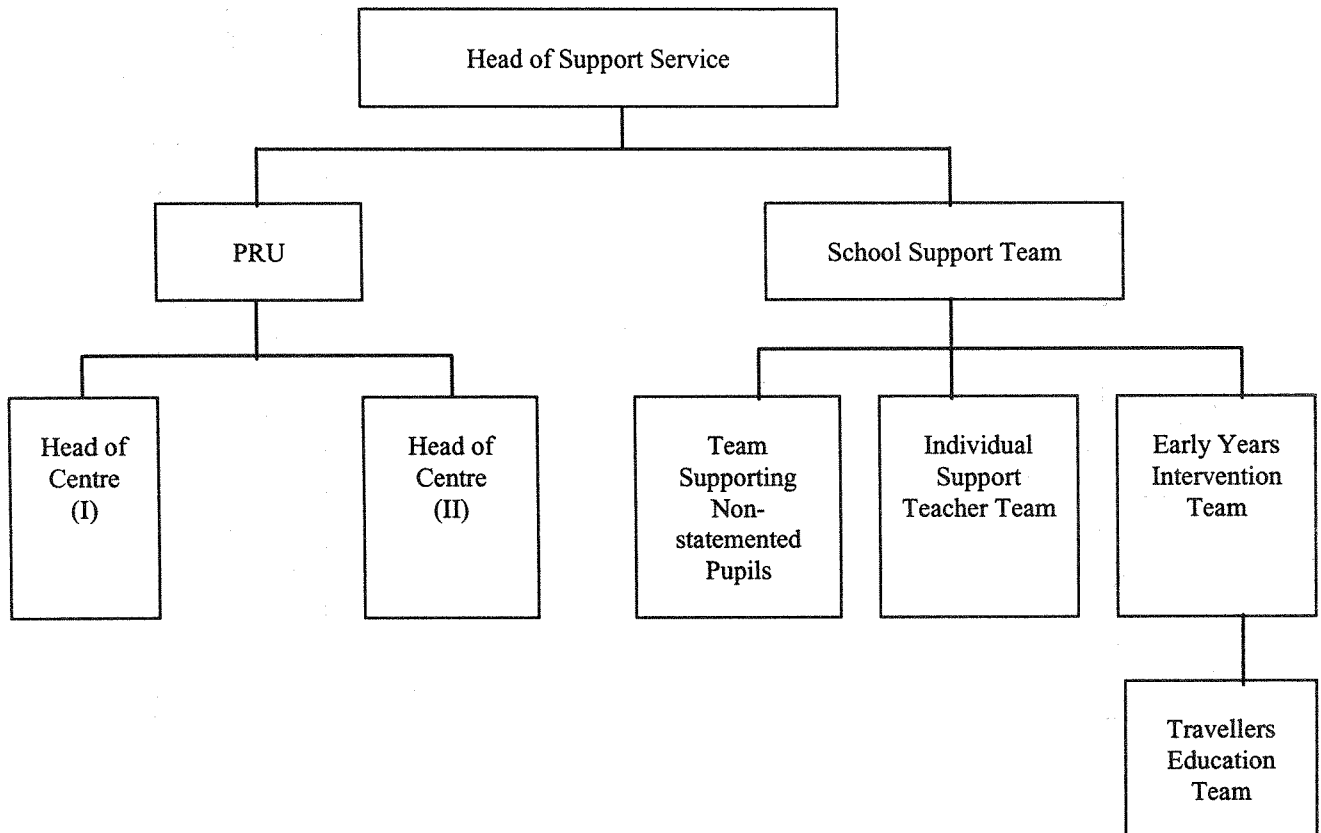 Head of Support Service
PRU
School Support Team
Head of
Centre
(I)
Head of
Centre
(II)
Team
Supporting
Non-
statemented
Pupils
Individual
Support
Teacher Team
Early Years
Intervention
Team
Travellers
Education
Team